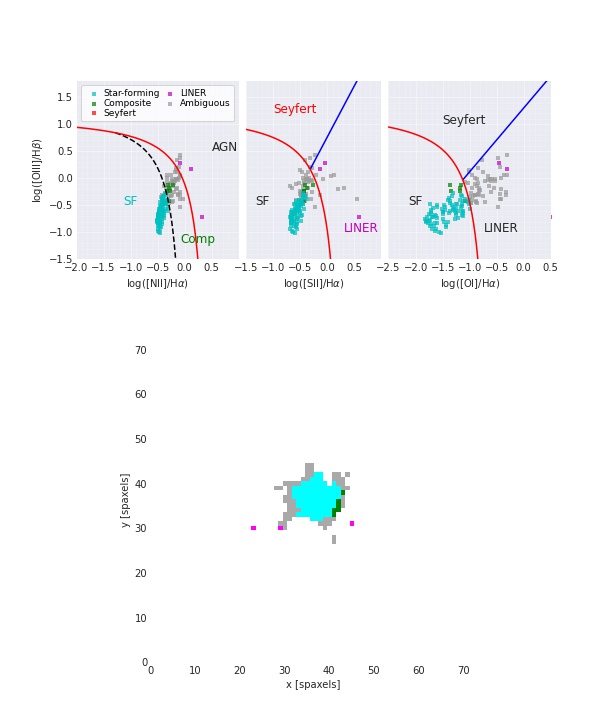 Star-forming LINER
Composite Ambiguous
Seyfert
1.5 1.0 0.5 0.0 −0.5 −1.0 −1.5
log([OIII]/Hβ)
AGN
SF
Comp
−2.0 −1.5 −1.0 −0.5 0.0 0.5
log([NII]/Hα)
Seyfert
SF
LINER
−1.5 −1.0 −0.5 0.0 0.5
log([SII]/Hα)
Seyfert
SF
LINER
−2.5 −2.0 −1.5 −1.0 −0.5 0.0 0.5
log([OI]/Hα)
70
60
50
40
30
20
10
0
y [spaxels]
0 10 20 30 40 50 60 70
x [spaxels]